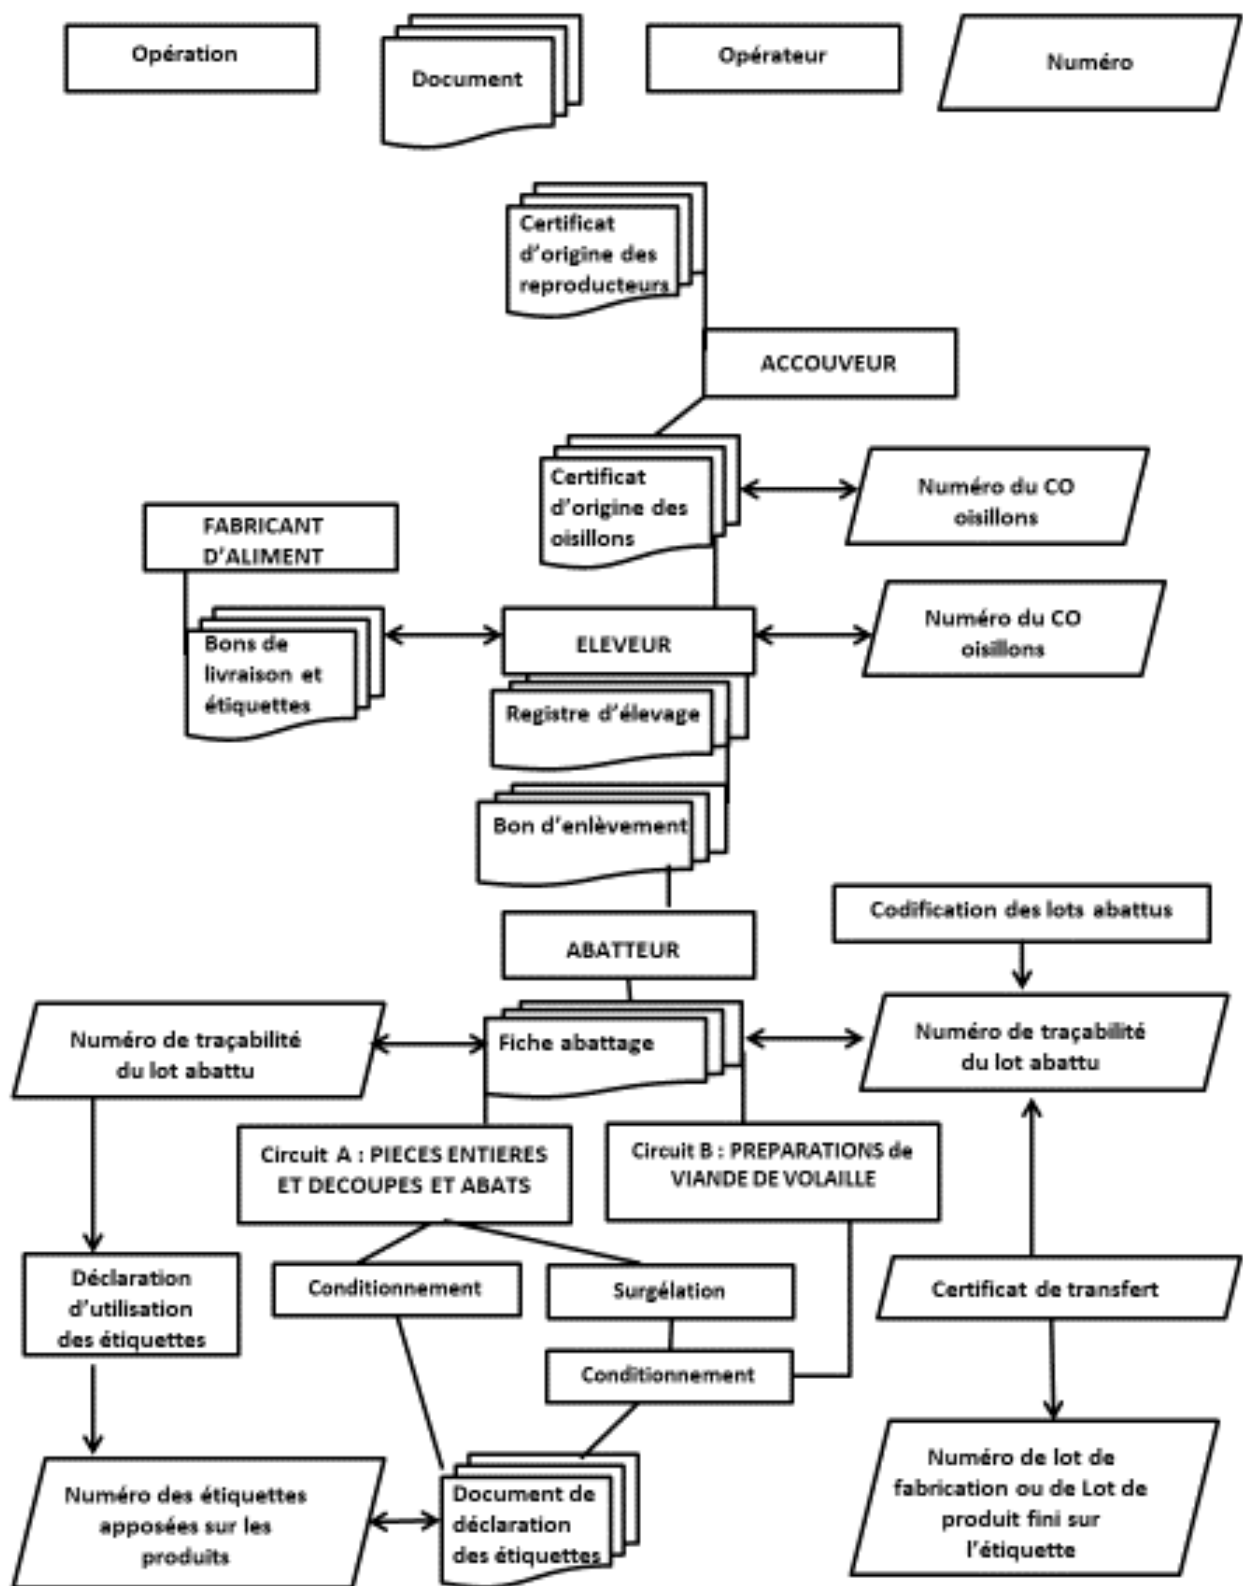 Opération
Document
Opérateur
Numéro
Certificat
d'origine des
reproducteurs
ACCOUVEUR
Certificat
d'origine des
oisillons
Numéro du CO
oisillons
FABRICANT
D'ALIMENT
Bons de
livraison et
étiquettes
ELEVEUR
Numéro du CO
oisillons
Registre d'élevage
Bon d'enlèvement
ABATTEUR
Codification des lots abattus
Numéro de traçabilité
du lot abattu
Fiche abattage
Numéro de traçabilité
du lot abattu
Circuit A : PIECES ENTIERES
ET DECOUPES ET ABATS
Circuit B : PREPARATIONS de
VIANDE DE VOLAILLE
Déclaration
d'utilisation
des étiquettes
Conditionnement
Surgélation
Certificat de transfert
Conditionnement
Numéro des étiquettes
apposées sur les
produits
Document de
déclaration
des étiquettes
Numéro de lot de
fabrication ou de Lot de
produit fini sur
l'étiquette